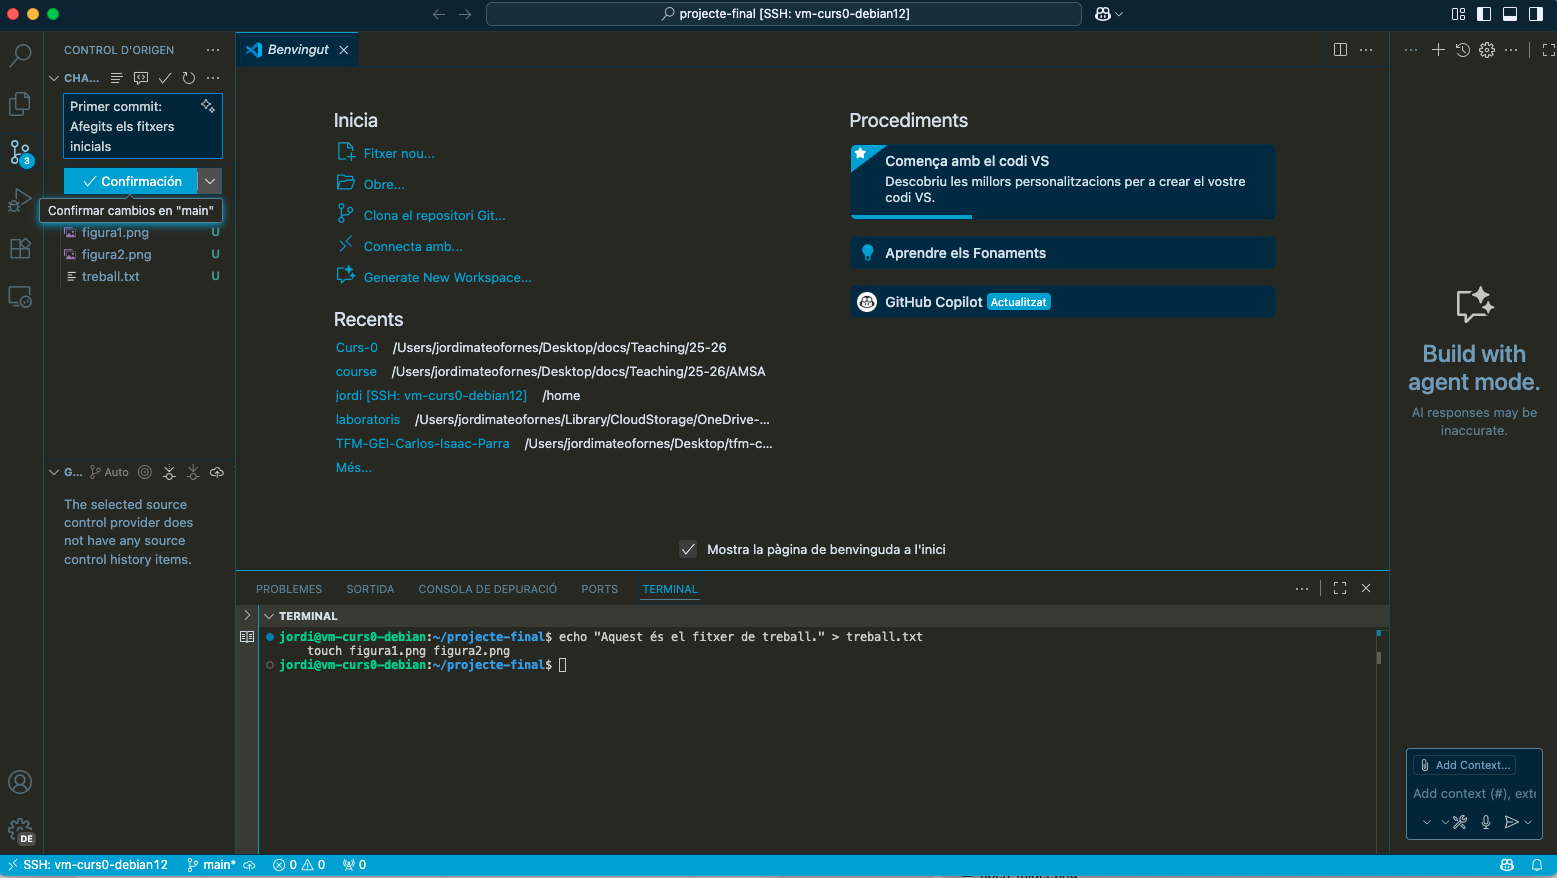 projecte-final [SSH: vm-curs0-debian12]
CONTROL D'ORIGEN
CHA...
Primer commit:
Afegits els fitxers
inicials
Confirmación
Confirmar cambios en "main"
figura1.png U
figura2.png U
treball.txt U
3
G... Auto
The selected source
control provider does
not have any source
control history items.
DE
Benvingut
Inicia
Fitxer nou...
Obre...
Clona el repositori Git...
Connecta amb...
Generate New Workspace...
Recents
Curs-0 /Users/jordimateofornes/Desktop/docs/Teaching/25-26
course /Users/jordimateofornes/Desktop/docs/Teaching/25-26/AMSA
jordi [SSH: vm-curs0-debian12] /home
laboratoris /Users/jordimateofornes/Library/CloudStorage/OneDrive-...
TFM-GEI-Carlos-Isaac-Parra /Users/jordimateofornes/Desktop/tfm-c...
Més...
Procediments
Comença amb el codi VS
Descobriu les millors personalitzacions per a crear el vostre
codi VS.
Aprendre els Fonaments
GitHub Copilot Actualitzat
Mostra la pàgina de benvinguda a l'inici
PROBLEMES SORTIDA CONSOLA DE DEPURACIÓ PORTS TERMINAL
TERMINAL
jordi@vm-curs0-debian:~/projecte-final$ echo "Aquest és el fitxer de treball." > treball.txt
touch figura1.png figura2.png
jordi@vm-curs0-debian:~/projecte-final$
Build with
agent mode.
AI responses may be
inaccurate.
Add Context...
Add context (#), exte
SSH: vm-curs0-debian12 main* 0 0 0